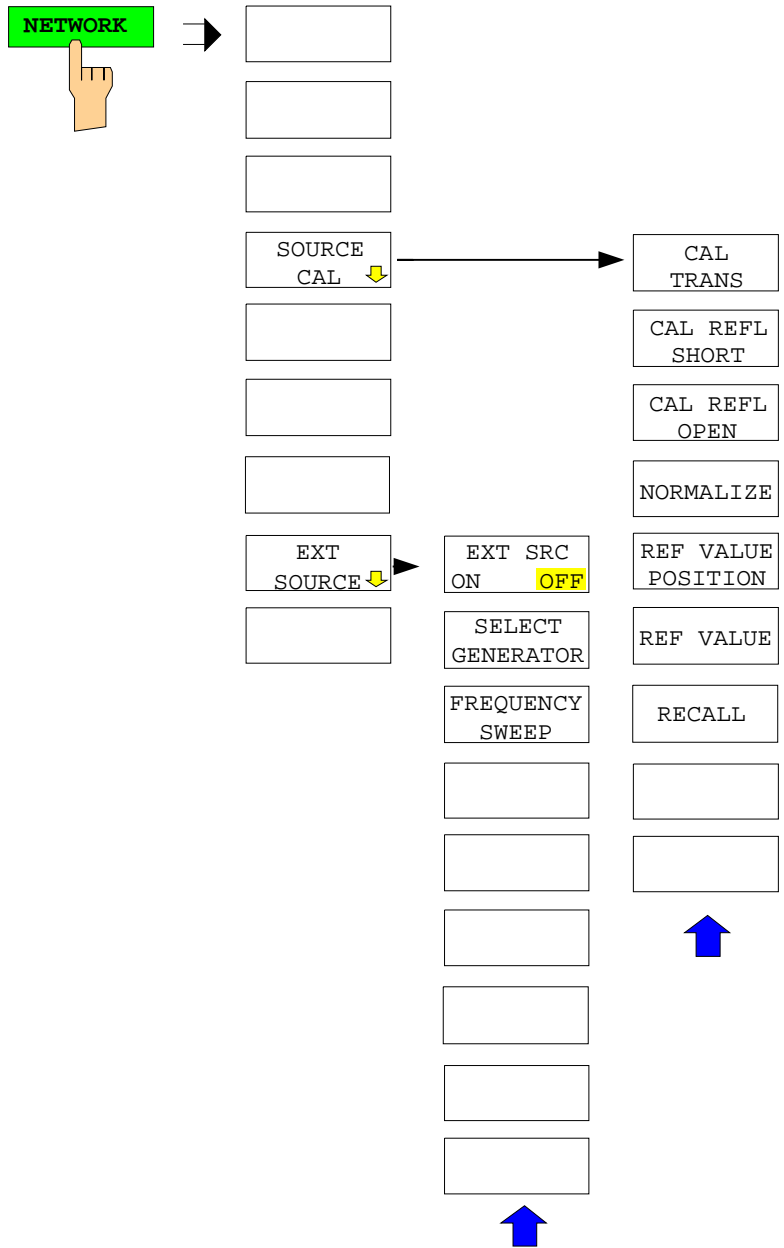 NETWORK
SOURCE
CAL
EXT
SOURCE
EXT SRC
ON OFF
SELECT
GENERATOR
FREQUENCY
SWEEP
CAL
TRANS
CAL REFL
SHORT
CAL REFL
OPEN
NORMALIZE
REF VALUE
POSITION
REF VALUE
RECALL